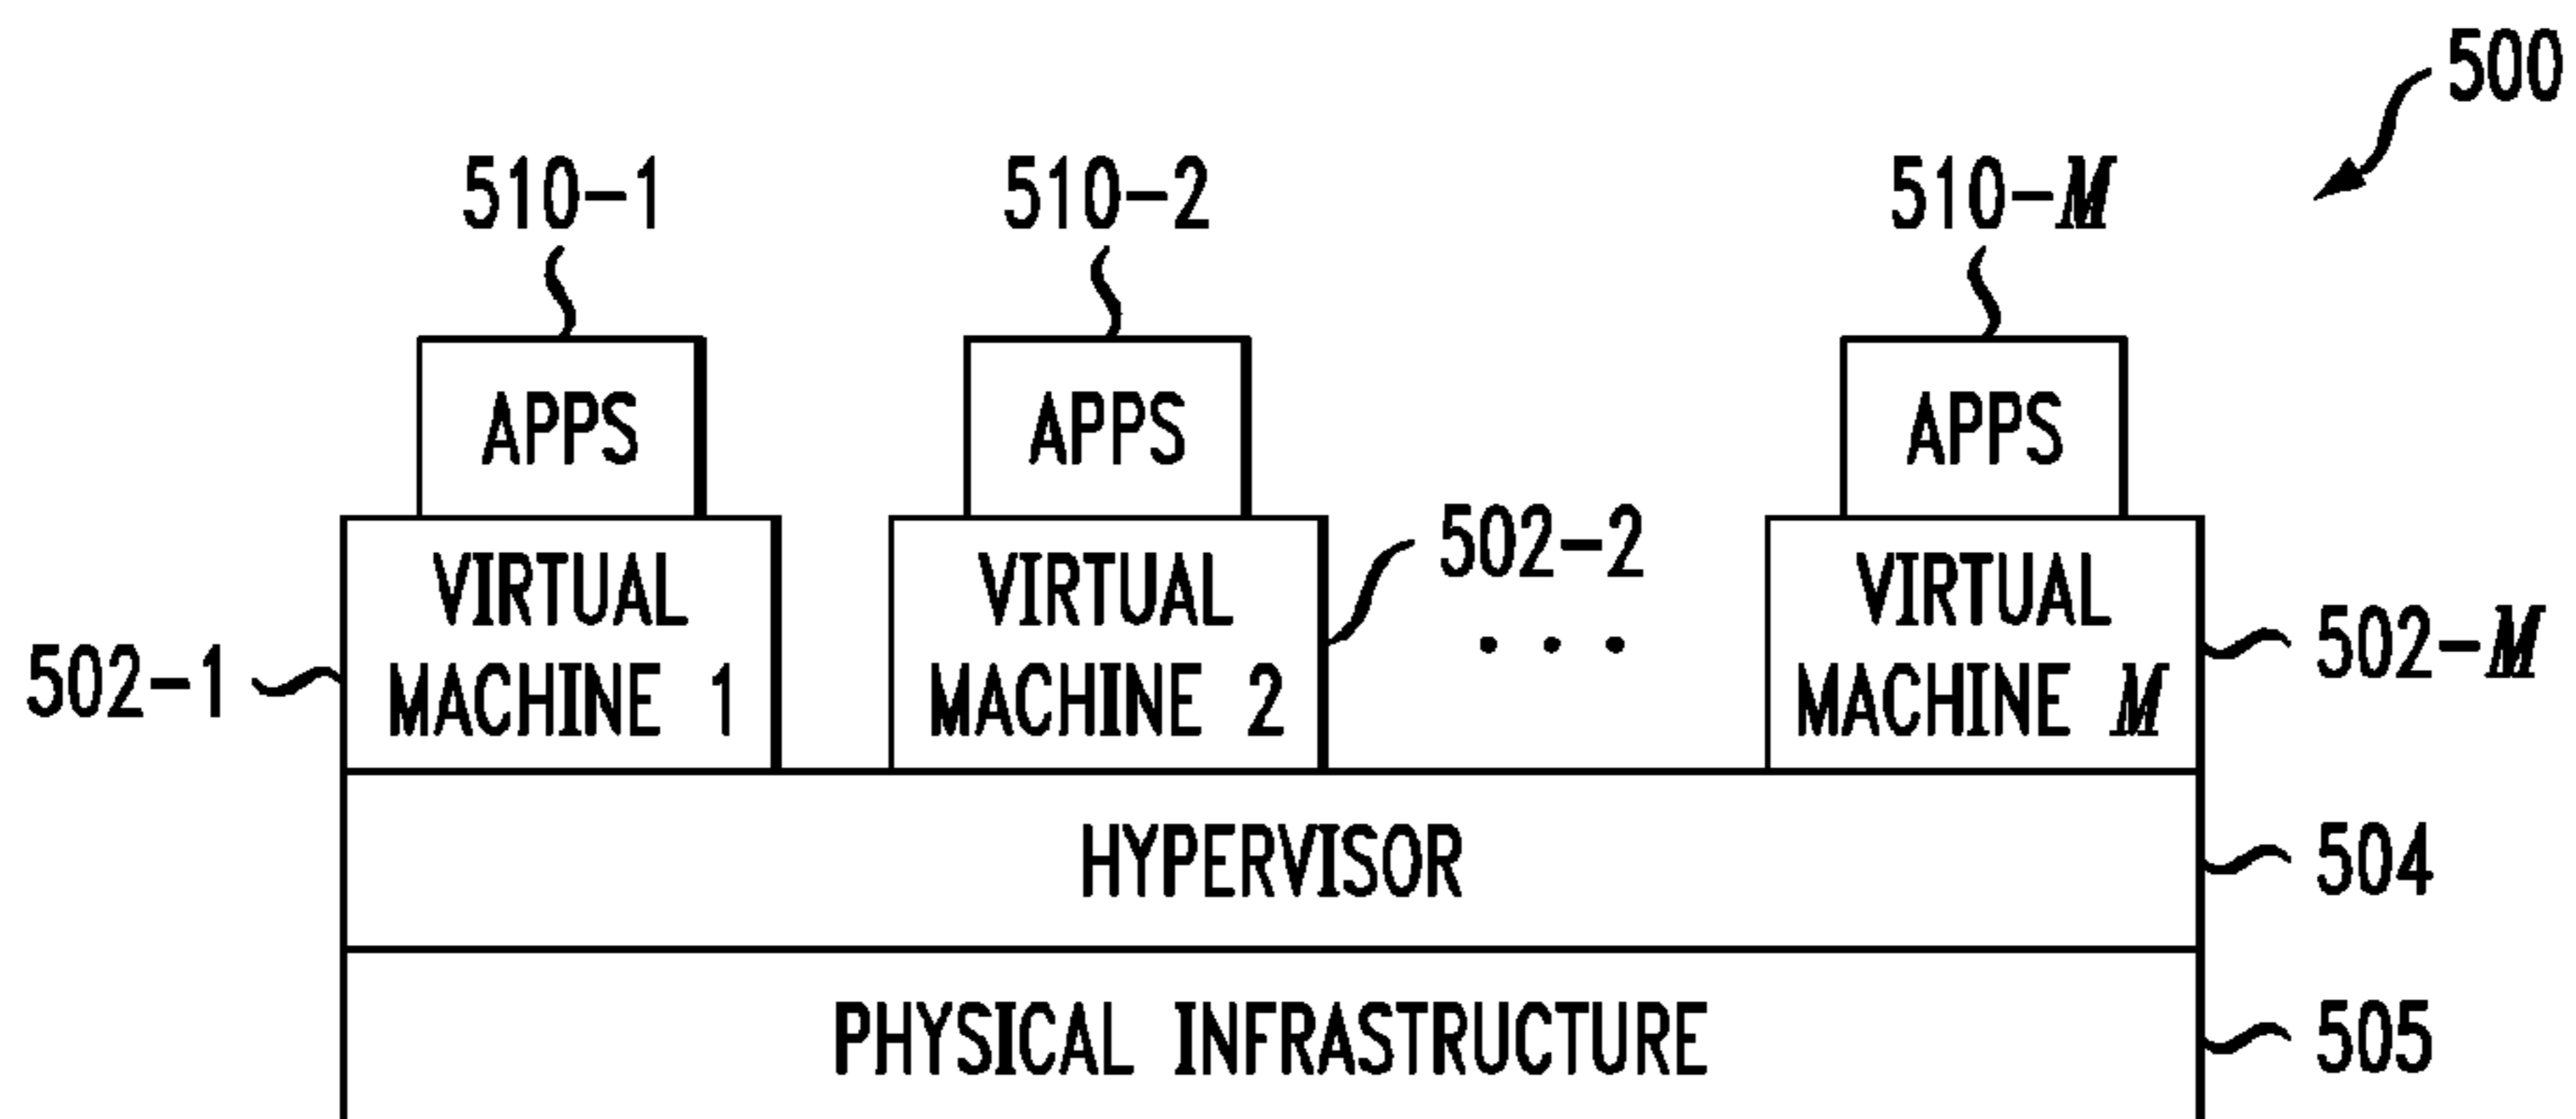 500
510-1
510-2
510-M
APPS
APPS
APPS
502-1
VIRTUAL
MACHINE 1
VIRTUAL
MACHINE 2
502-2
. . .
VIRTUAL
MACHINE M
502-M
HYPERVISOR
504
PHYSICAL INFRASTRUCTURE
505